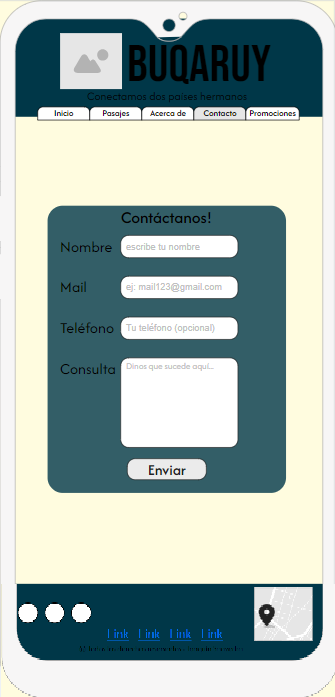 BUQARUY
Conectamos dos paises hermanos
Inicio Pasajes Acerca de Contacto Promociones
Contáctanos!
Nombre escribe tu nombre
Mail ej: mail123@gmail.com
Teléfono Tu teléfono (opcional)
Consulta Dinos que sucede aquí...
Enviar
Link Link Link Link